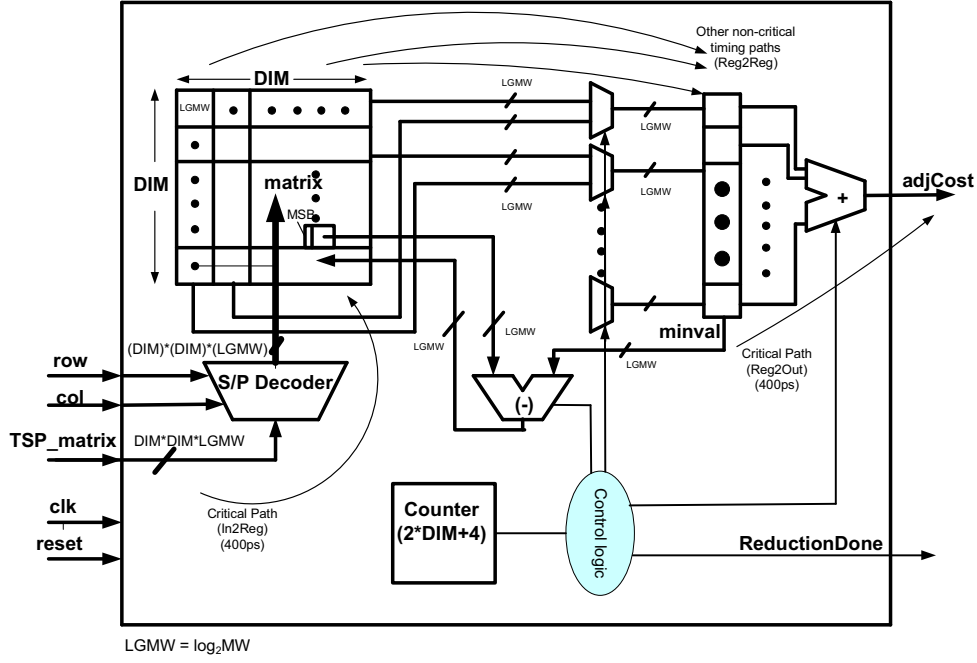 Other non-critical
timing paths
(Reg2Reg)
DIM
LGMW
LGMW
LGMW
LGMW
DIM
matrix
MSB
LGMW
LGMW
adjCost
+
minval
LGMW
LGMW
LGMW
(DIM)*(DIM)*(LGMW)
Critical Path
(Reg2Out)
(400ps)
row
S/P Decoder
col
(-)
TSP_matrix
DIM*DIM*LGMW
clk
Critical Path
(In2Reg)
(400ps)
Counter
(2*DIM+4)
Control logic
reset
ReductionDone
LGMW = log₂MW